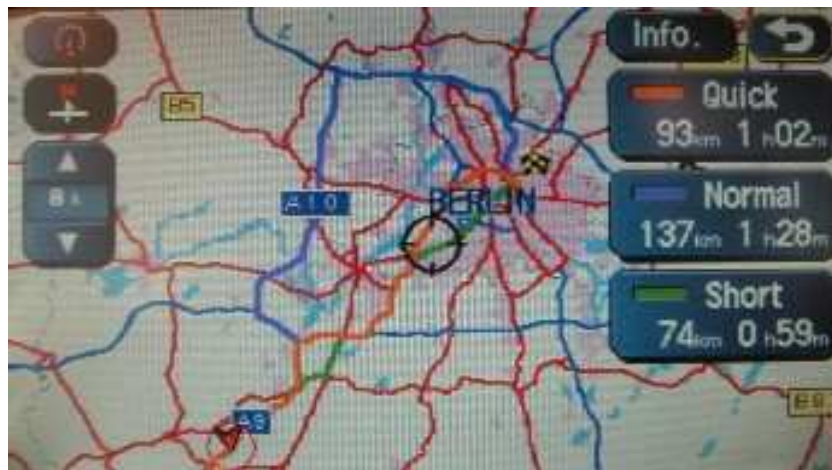 Info.
B5
Quick
93km 1h02m
A10
BERLIN
Normal
137km 1h28m
Short
74km 0h59m
A9